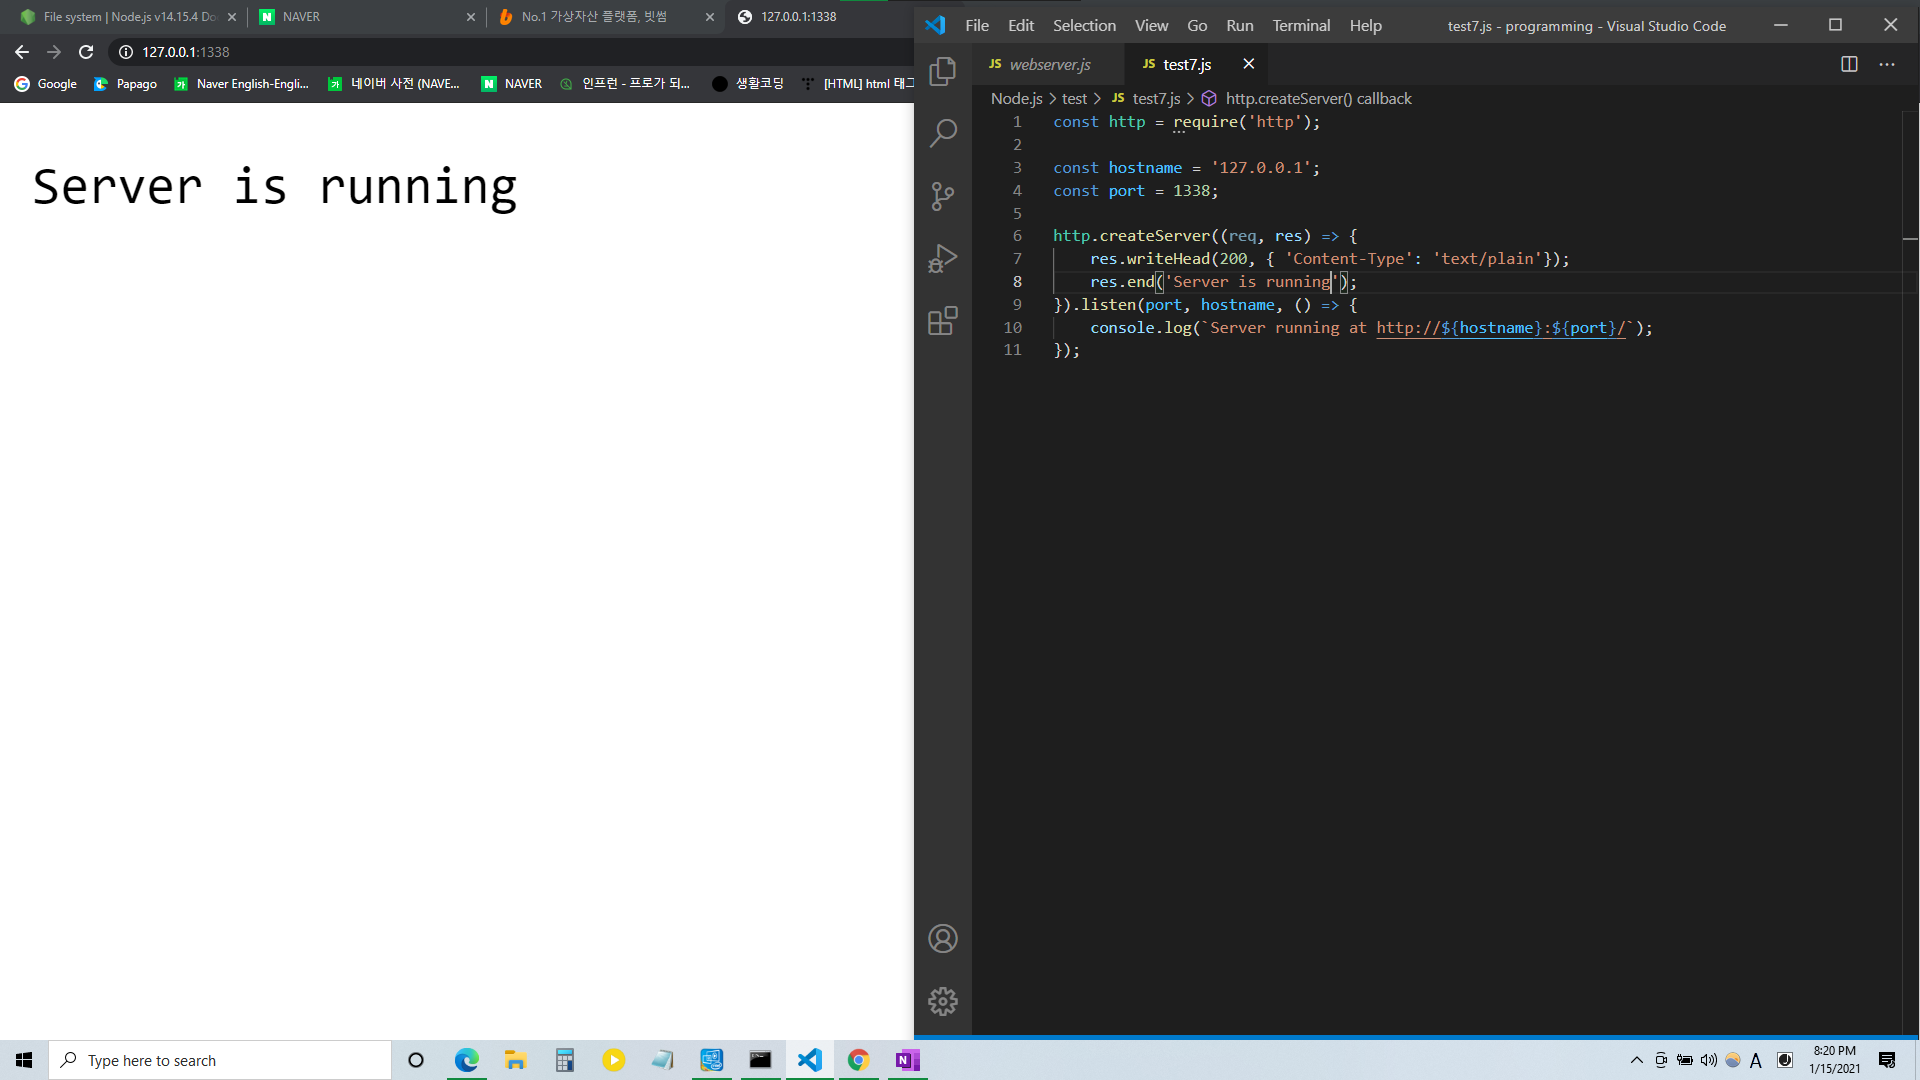 File system | Node.js v14.15.4 Do
NAVER
No.1 가상자산 플랫폼, 빗썸
127.0.0.1:1338
127.0.0.1:1338
Google
Papago
Naver English-Engli...
네이버 사전 (NAVE...
NAVER
인프런 - 프로가 되...
생활코딩
[HTML] html 태그
Server is running
File Edit Selection View Go Run Terminal Help
test7.js - programming - Visual Studio Code
JS webserver.js
JS test7.js
Node.js > test > JS test7.js > http.createServer() callback
1 const http = require('http');
2
3 const hostname = '127.0.0.1';
4 const port = 1338;
5
6 http.createServer((req, res) => {
7 res.writeHead(200, { 'Content-Type': 'text/plain'});
8 res.end('Server is running');
9 }).listen(port, hostname, () => {
10 console.log(`Server running at http://${hostname}:${port}/`);
11 });
Type here to search
N
A
8:20 PM
1/15/2021